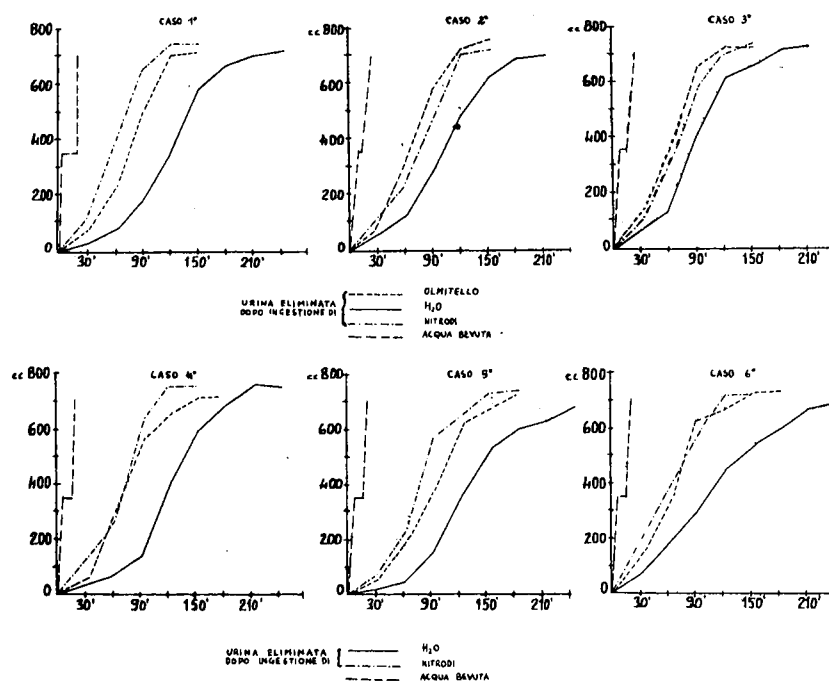 CASO 1°
CASO 2°
CASO 3°
cc 800
cc 800
800
600
600
600
400
400
400
200
200
200
0
0
0
30' 90' 150' 210'
30' 90' 150' 210'
30' 90' 150' 210'
URINA ELIMINATA
DOPO INGESTIONE DI
OLMITELLO
H2O
NITRODI
ACQUA BEVUTA
CASO 4°
CASO 5°
CASO 6°
cc 800
cc 800
cc 800
600
600
600
400
400
400
200
200
200
0
0
0
30' 90' 150' 210'
30' 90' 150' 210'
30' 90' 150' 210'
URINA ELIMINATA
DOPO INGESTIONE DI
H2O
NITRODI
ACQUA BEVUTA